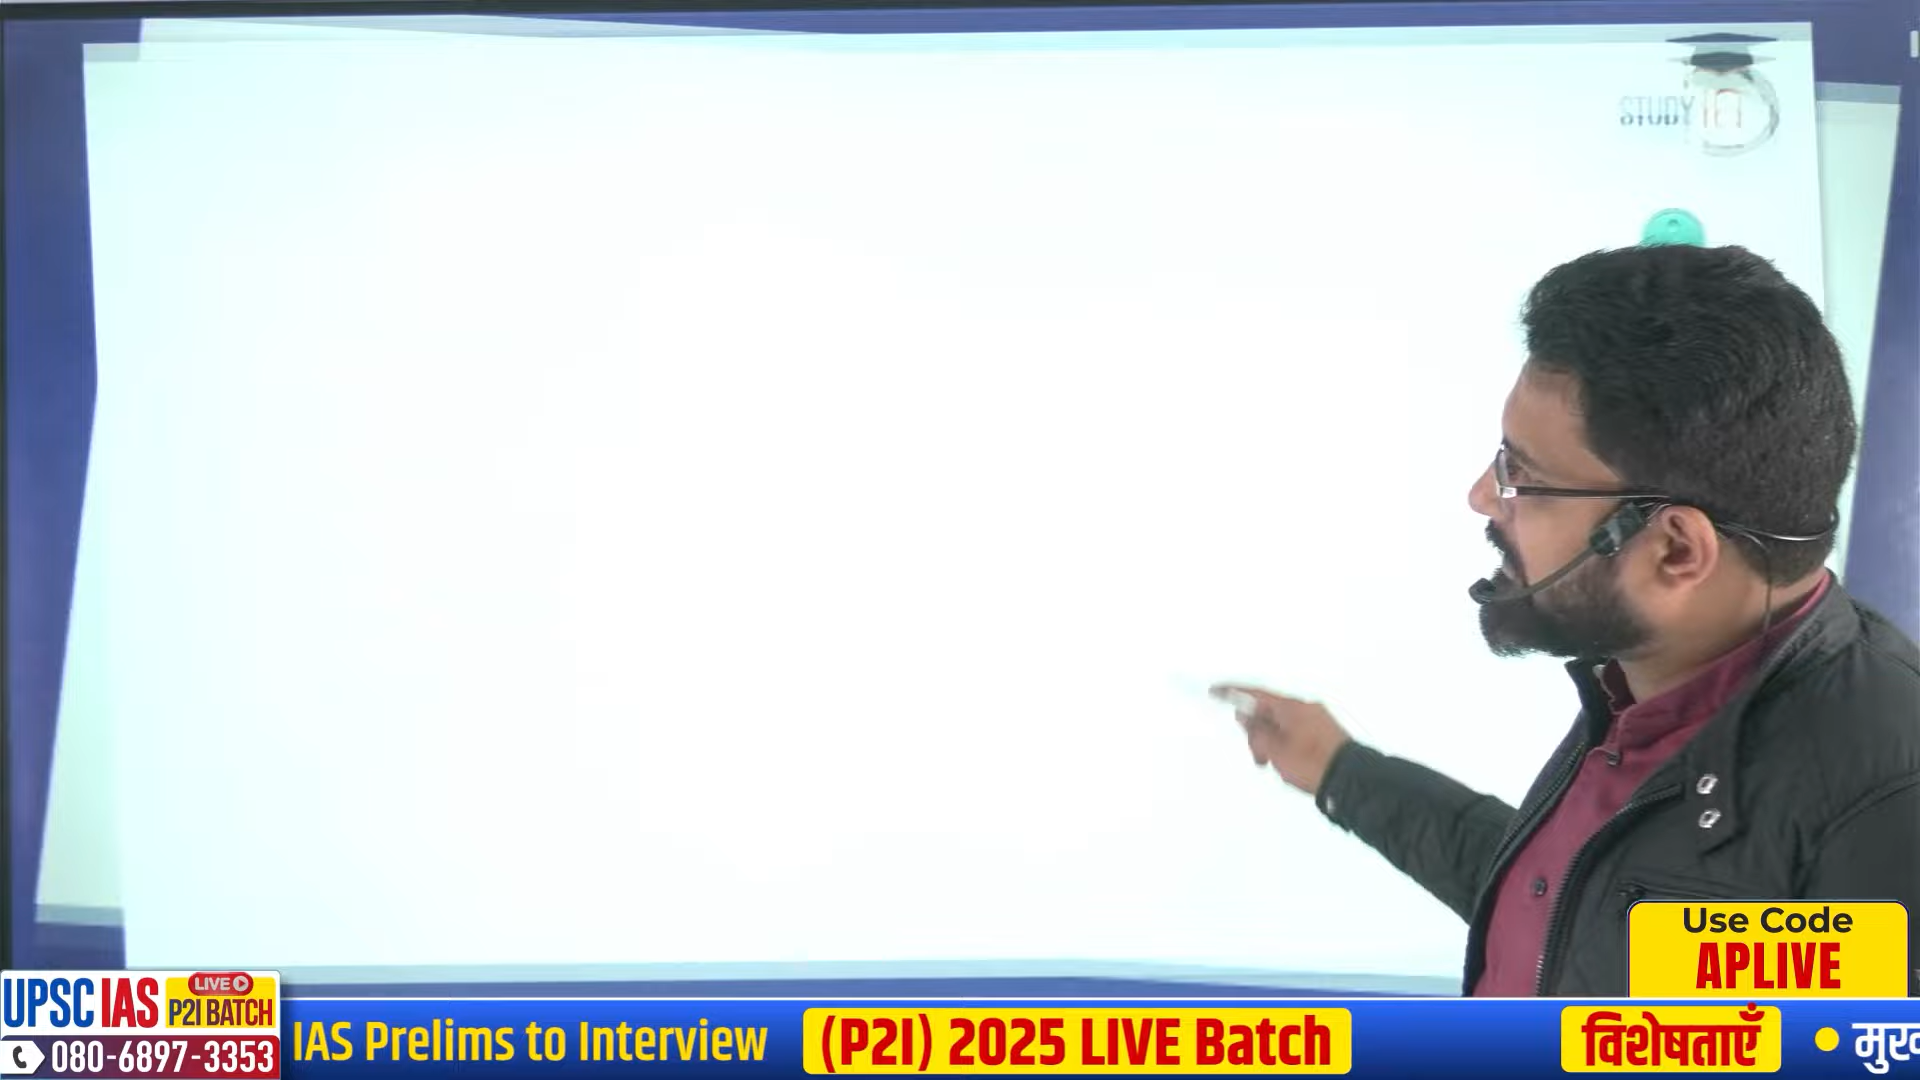 STUDY IQ
Use Code
APLIVE
UPSC IAS
LIVE
P2I BATCH
080-6897-3353
IAS Prelims to Interview
(P2I) 2025 LIVE Batch
विशेषताएँ